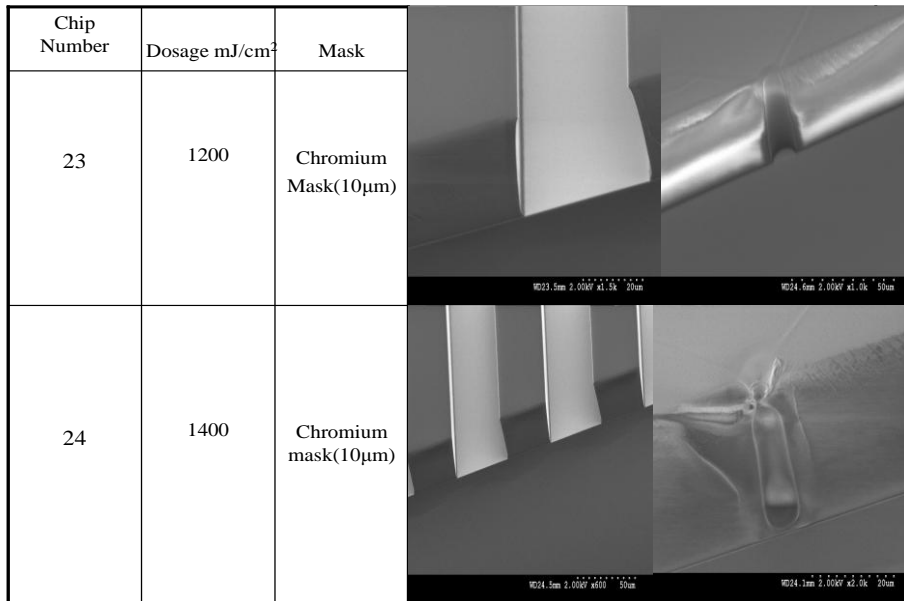 Chip
Number
Dosage mJ/cm²
Mask
23
1200
Chromium
Mask(10μm)
WD23.5mm 2.00kV x1.5k 20um
WD24.6mm 2.00kV x1.0k 50um
24
1400
Chromium
mask(10μm)
WD24.5mm 2.00kV x600 50um
WD24.1mm 2.00kV x2.0k 20um